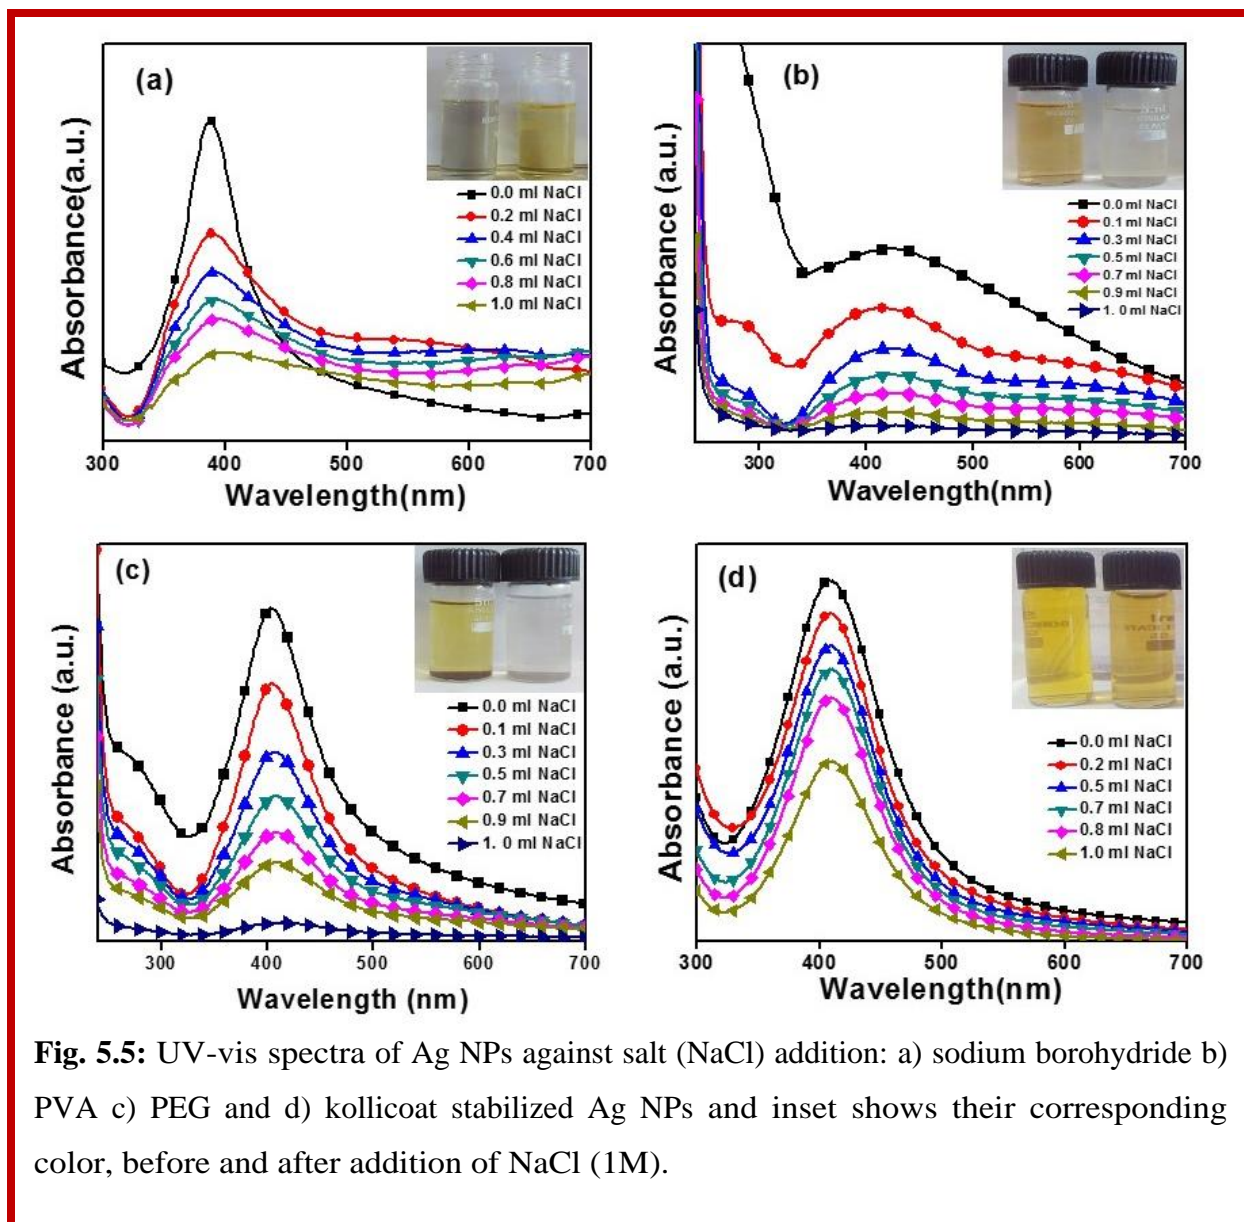 (a)
Absorbance(a.u.)
0.0 ml NaCl
0.2 ml NaCl
0.4 ml NaCl
0.6 ml NaCl
0.8 ml NaCl
1.0 ml NaCl
300 400 500 600 700
Wavelength(nm)
(b)
Absorbance (a.u.)
0.0 ml NaCl
0.1 ml NaCl
0.3 ml NaCl
0.5 ml NaCl
0.7 ml NaCl
0.9 ml NaCl
1. 0 ml NaCl
300 400 500 600 700
Wavelength(nm)
(c)
Absorbance (a.u.)
0.0 ml NaCl
0.1 ml NaCl
0.3 ml NaCl
0.5 ml NaCl
0.7 ml NaCl
0.9 ml NaCl
1. 0 ml NaCl
300 400 500 600 700
Wavelength (nm)
(d)
Absorbance (a.u.)
0.0 ml NaCl
0.2 ml NaCl
0.5 ml NaCl
0.7 ml NaCl
0.8 ml NaCl
1.0 ml NaCl
300 400 500 600 700
Wavelength(nm)
Fig. 5.5: UV-vis spectra of Ag NPs against salt (NaCl) addition: a) sodium borohydride b)
PVA c) PEG and d) kollicoat stabilized Ag NPs and inset shows their corresponding
color, before and after addition of NaCl (1M).